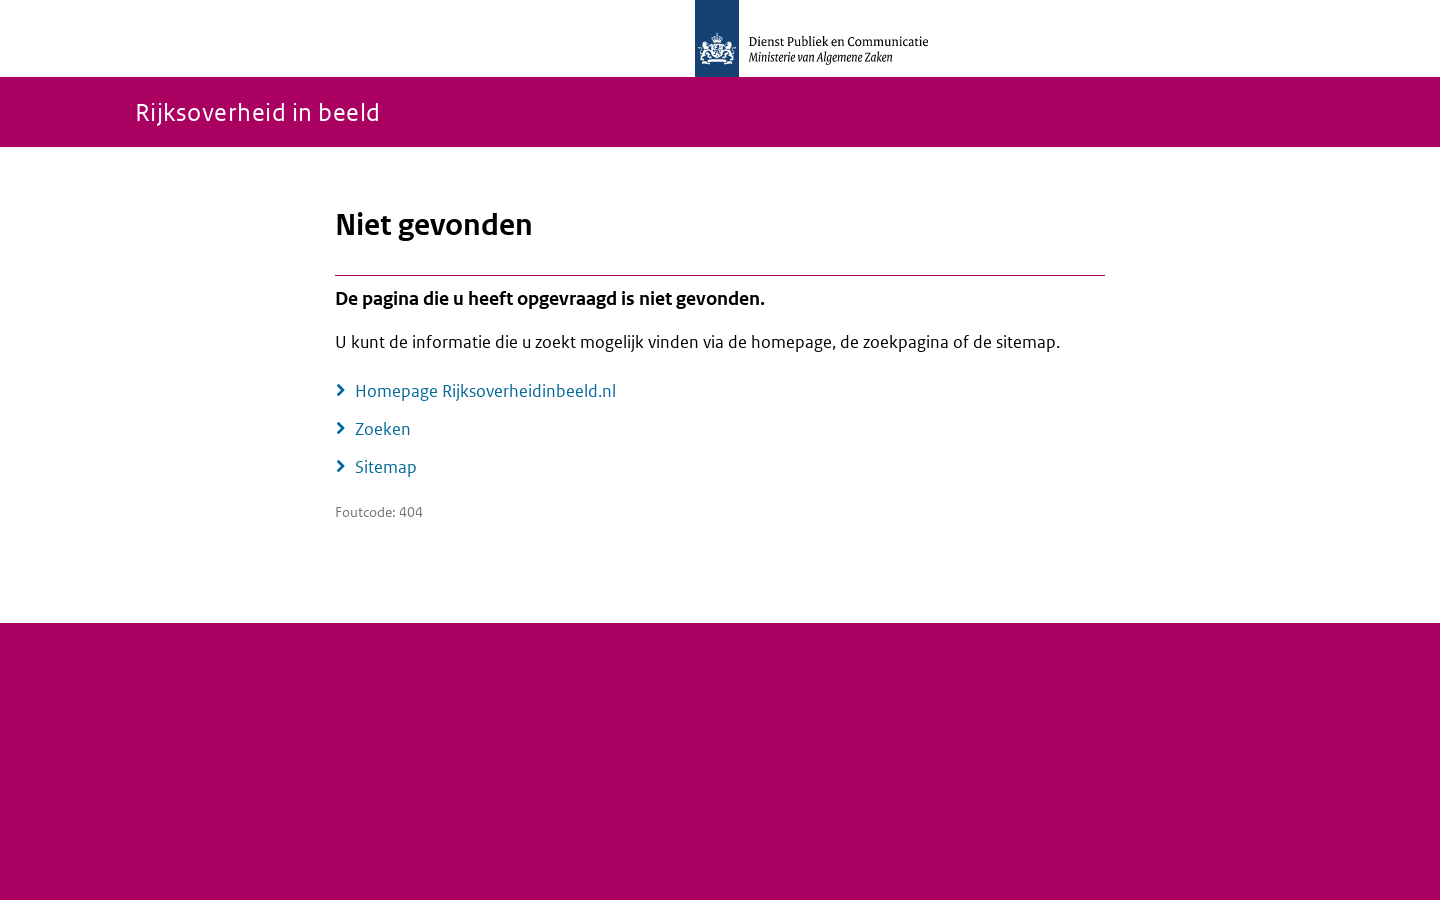 Dienst Publiek en Communicatie
Ministerie van Algemene Zaken
Rijksoverheid in beeld
Niet gevonden
De pagina die u heeft opgevraagd is niet gevonden.
U kunt de informatie die u zoekt mogelijk vinden via de homepage, de zoekpagina of de sitemap.
Homepage Rijksoverheidinbeeld.nl
Zoeken
Sitemap
Foutcode: 404